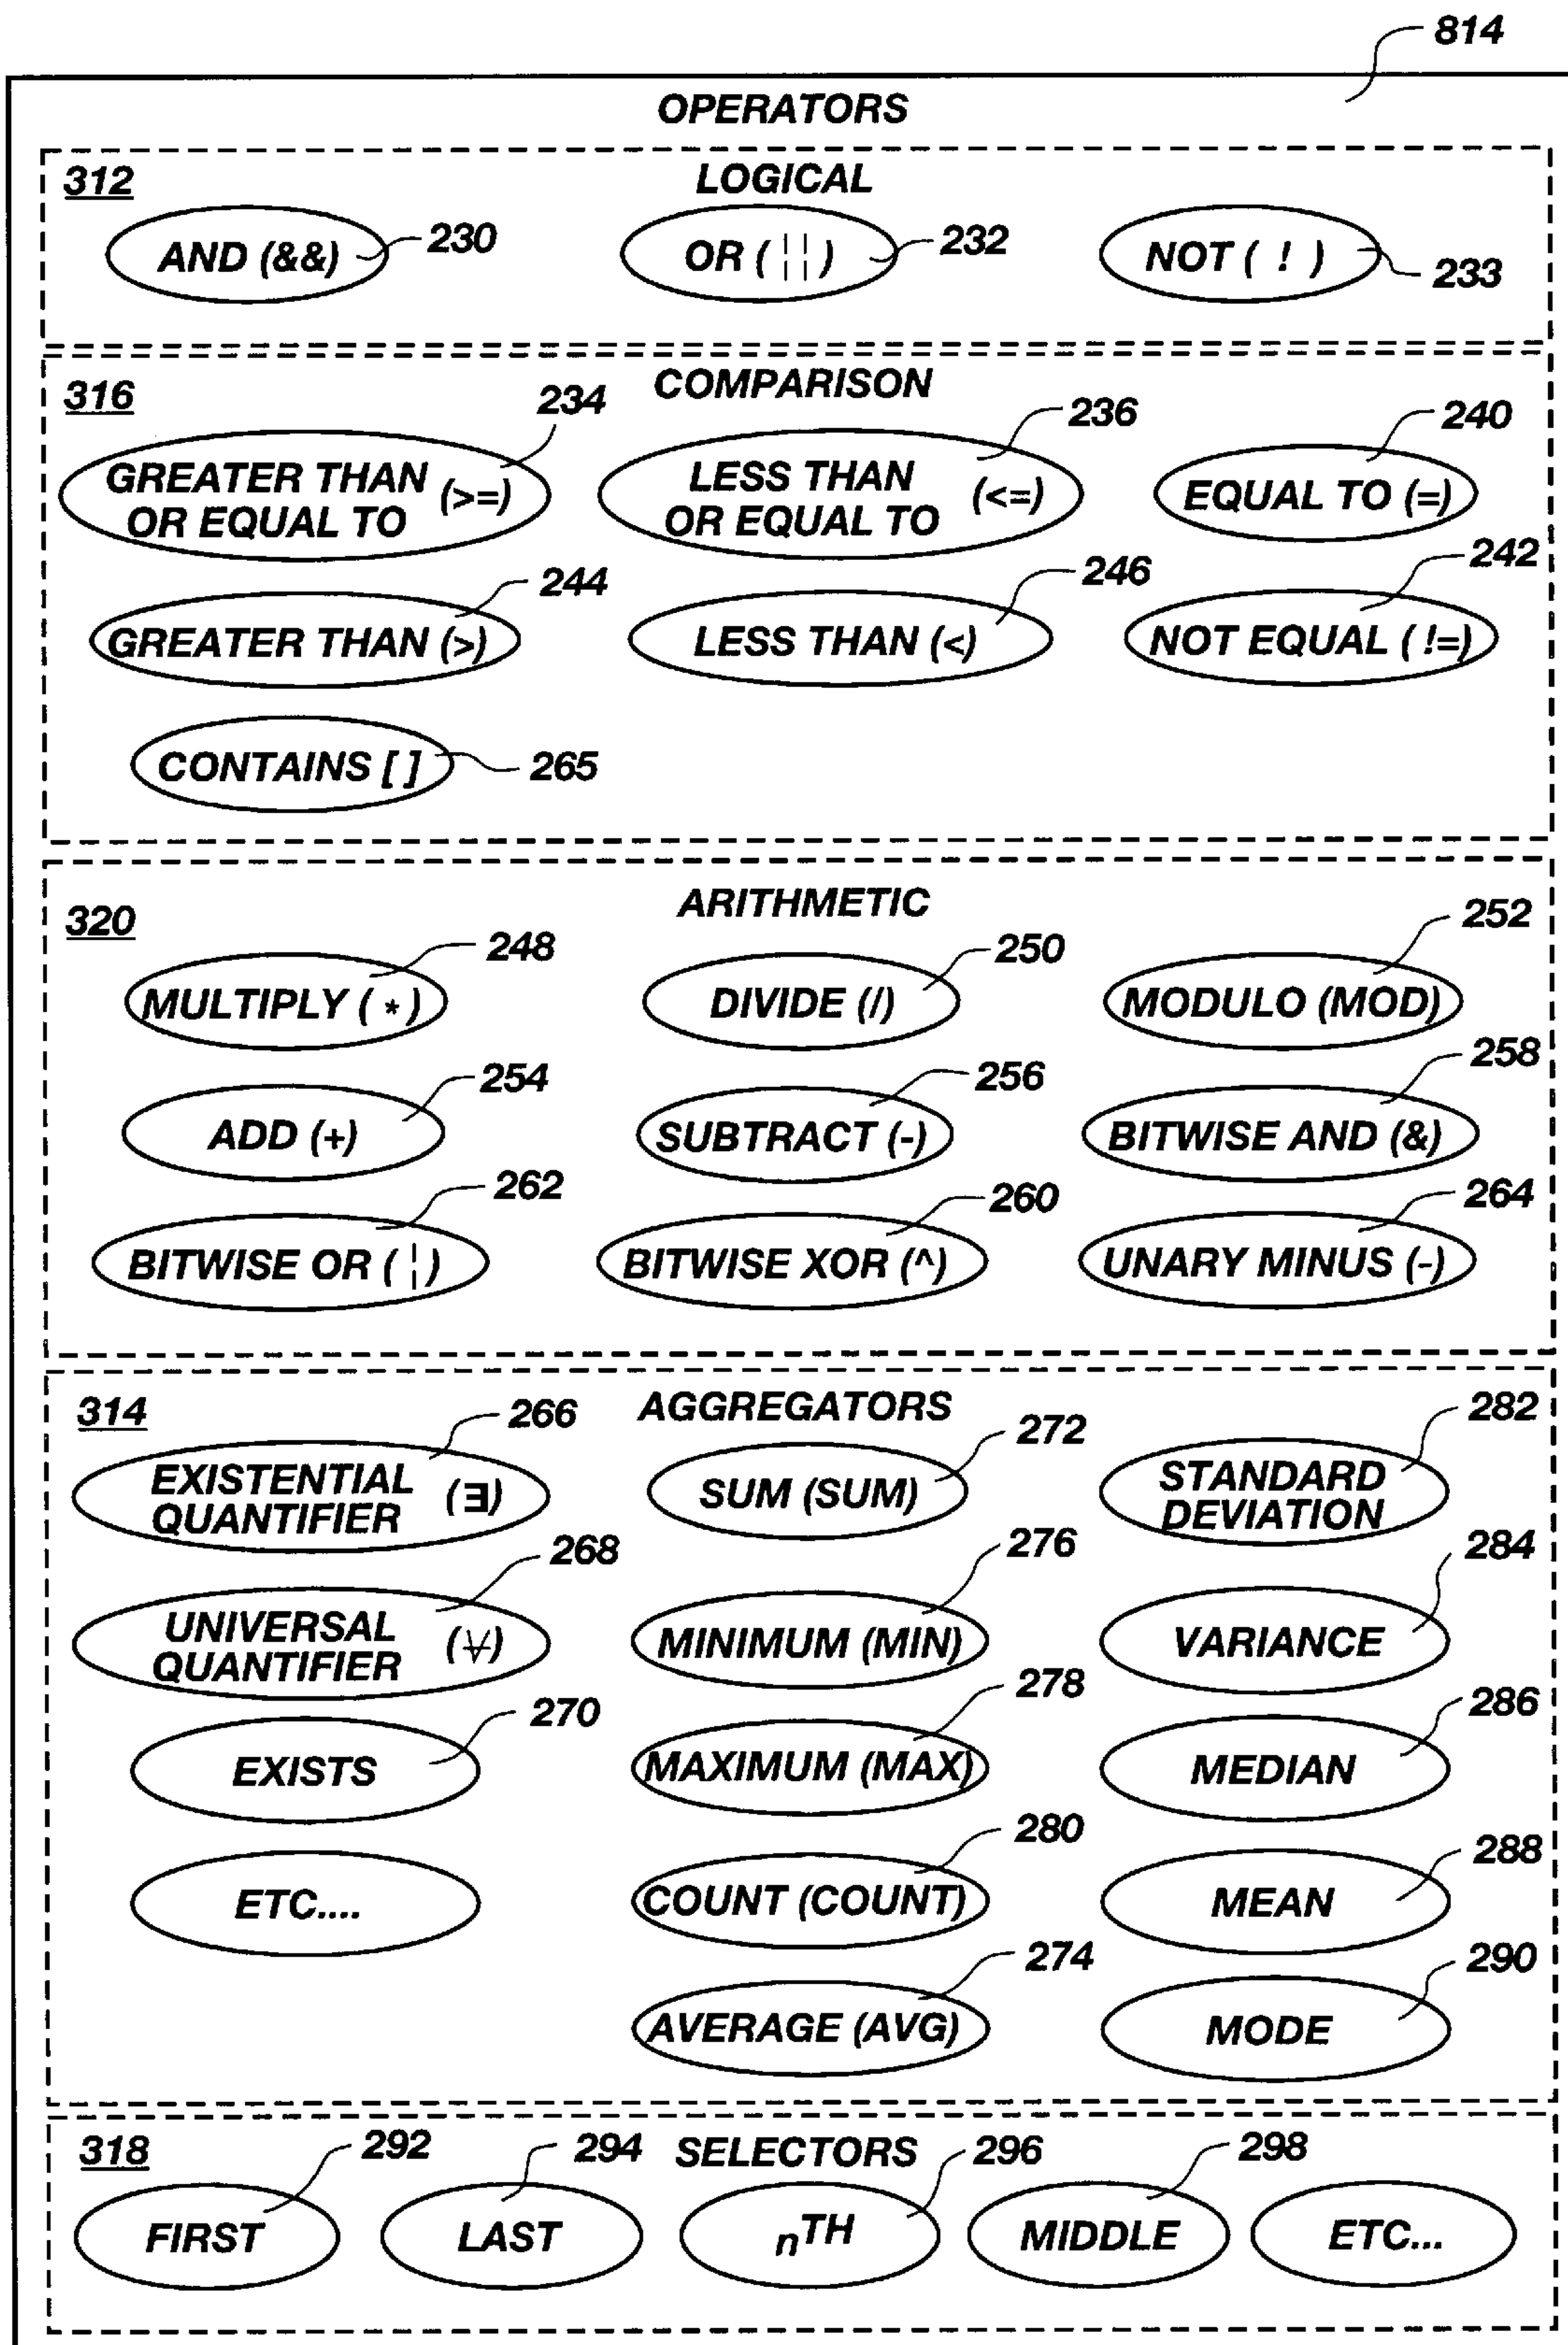 814
OPERATORS
312
LOGICAL
AND (&&)
230
OR ( ¦¦ )
232
NOT ( ! )
233
316
COMPARISON
234
236
240
GREATER THAN
OR EQUAL TO
(>=)
LESS THAN
OR EQUAL TO
(<=)
EQUAL TO (=)
244
246
242
GREATER THAN (>)
LESS THAN (<)
NOT EQUAL ( !=)
CONTAINS [ ]
265
320
ARITHMETIC
248
250
252
MULTIPLY ( * )
DIVIDE (/)
MODULO (MOD)
254
256
258
ADD (+)
SUBTRACT (-)
BITWISE AND (&)
262
260
264
BITWISE OR ( ¦ )
BITWISE XOR (^)
UNARY MINUS (-)
314
AGGREGATORS
266
272
282
EXISTENTIAL
QUANTIFIER
(∃)
SUM (SUM)
STANDARD
DEVIATION
268
276
284
UNIVERSAL
QUANTIFIER
(∀)
MINIMUM (MIN)
VARIANCE
270
278
286
EXISTS
MAXIMUM (MAX)
MEDIAN
280
288
ETC....
COUNT (COUNT)
MEAN
274
290
AVERAGE (AVG)
MODE
318
SELECTORS
292
294
296
298
FIRST
LAST
nTH
MIDDLE
ETC...